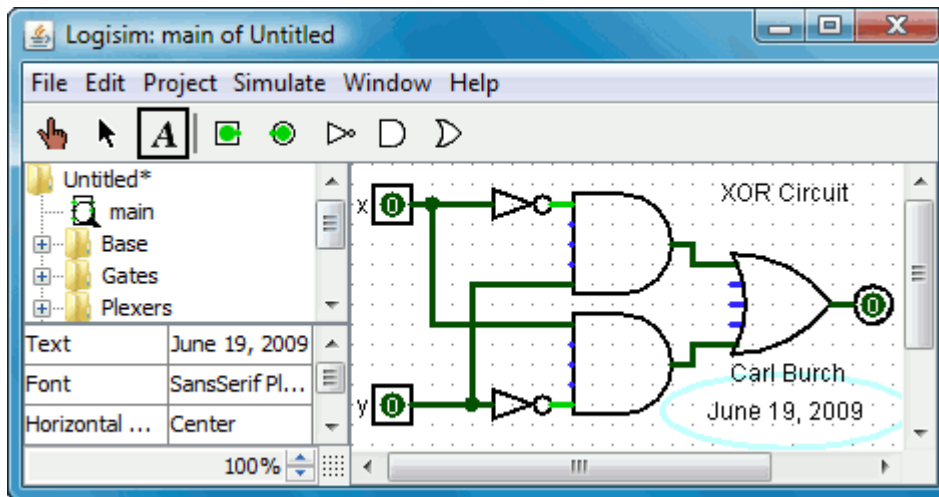 Logisim: main of Untitled
File Edit Project Simulate Window Help
A
Untitled*
main
Base
Gates
Plexers
Text June 19, 2009
Font SansSerif Pl...
Horizontal ... Center
100%
x 0
y 0
XOR Circuit
0
Carl Burch
June 19, 2009